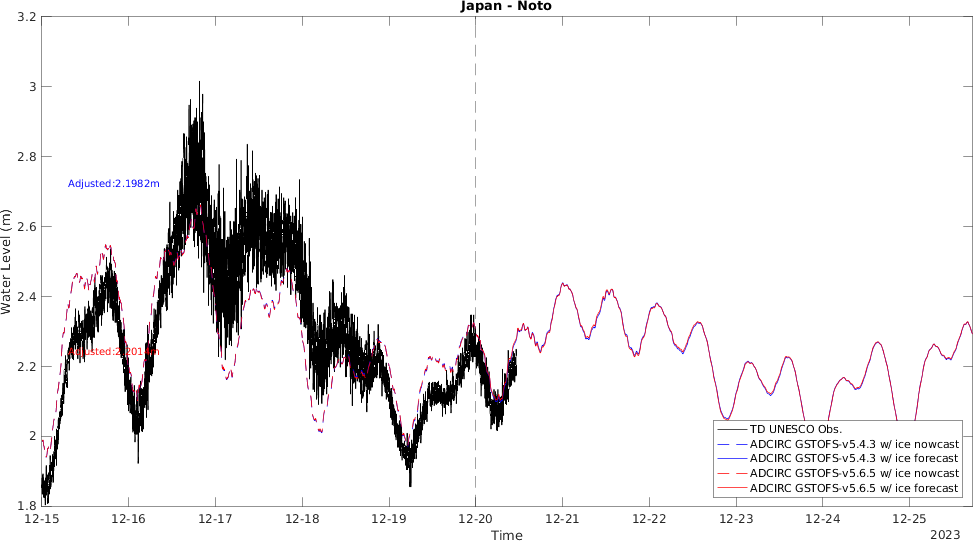 Japan - Noto
3.2
3
2.8
2.6
2.4
2.2
2
1.8
Water Level (m)
Adjusted:2.1982m
Adjusted:2.201
TD UNESCO Obs.
ADCIRC GSTOFS-v5.4.3 w/ ice nowcast
ADCIRC GSTOFS-v5.4.3 w/ ice forecast
ADCIRC GSTOFS-v5.6.5 w/ ice nowcast
ADCIRC GSTOFS-v5.6.5 w/ ice forecast
12-15 12-16 12-17 12-18 12-19 12-20 12-21 12-22 12-23 12-24 12-25
Time
2023